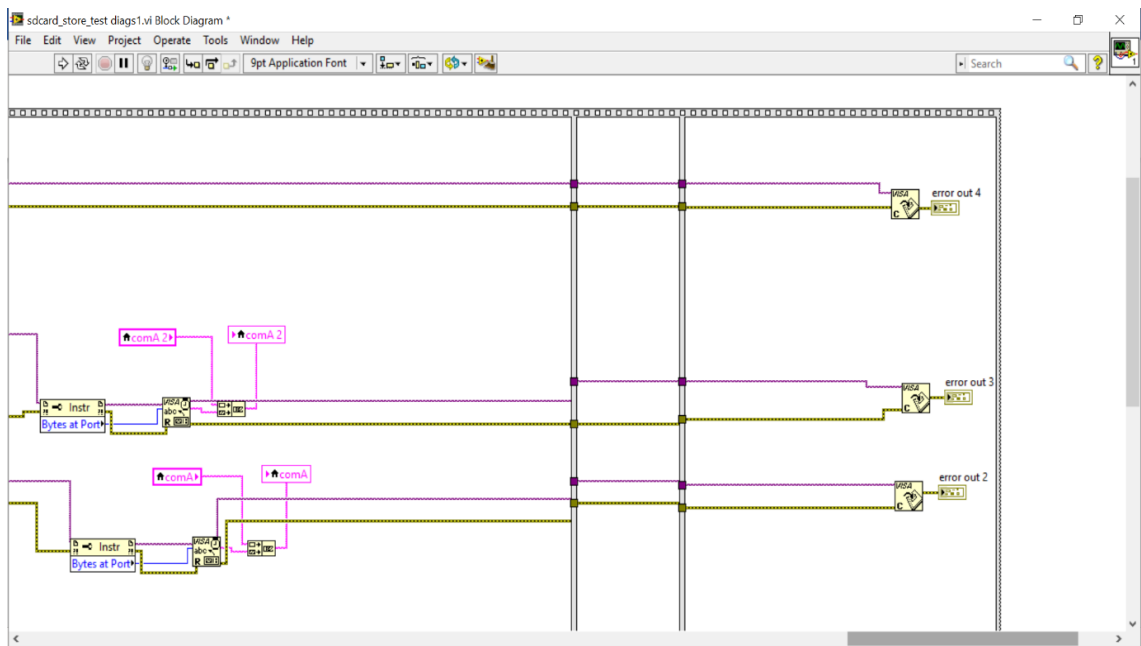 sdcard_store_test diags1.vi Block Diagram *
File Edit View Project Operate Tools Window Help
9pt Application Font
Search
1
VISA
C
error out 4
comA 2
comA 2
Instr
Bytes at Port
VISA
abc
R
VISA
C
error out 3
comA
comA
Instr
Bytes at Port
VISA
abc
R
VISA
C
error out 2